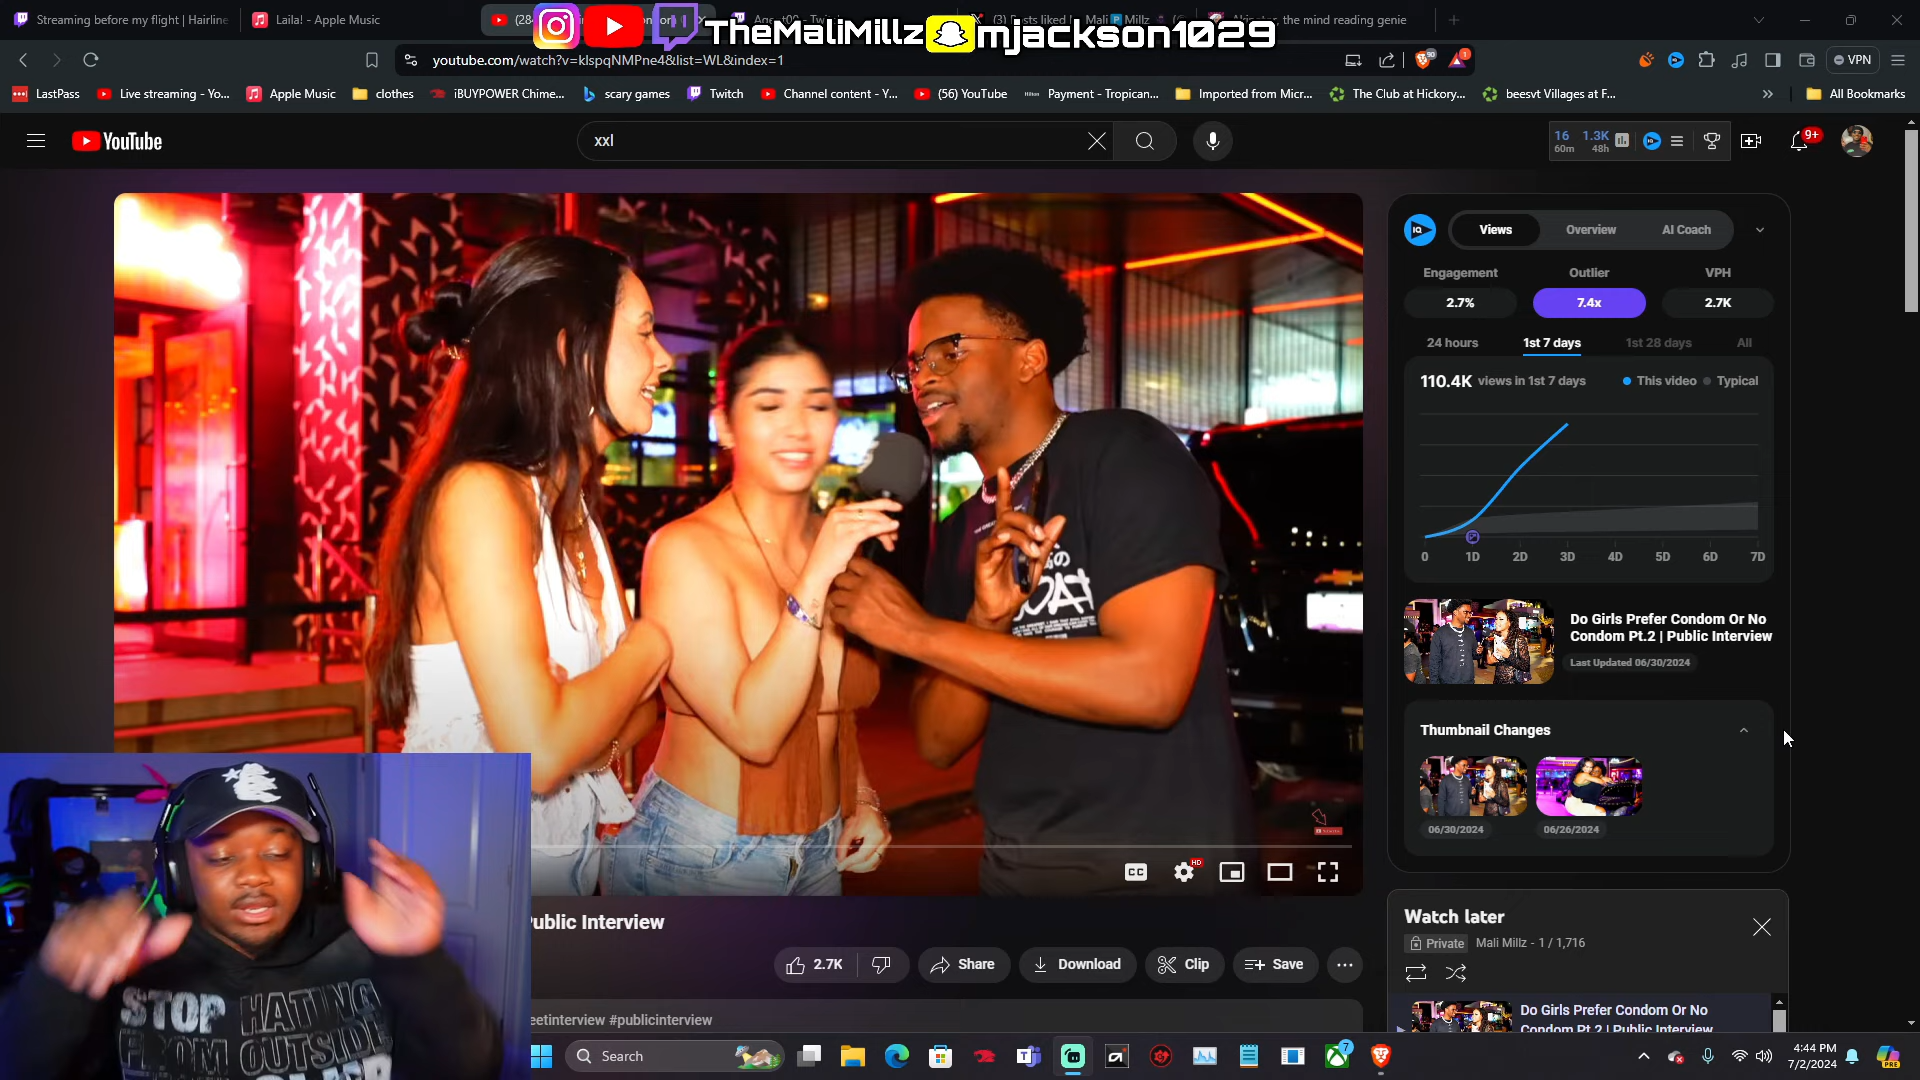 Streaming before my flight | Hairline
Laila! - Apple Music
TheMaliMillz
mjackson1029
Akinator, the mind reading genie
youtube.com/watch?v=klspqNMPne4&list=WL&index=1
VPN
LastPass
Live streaming - Yo...
Apple Music
clothes
iBUYPOWER Chime...
scary games
Twitch
Channel content - Y...
(56) YouTube
Payment - Tropican...
Imported from Micr...
The Club at Hickory...
beesvt Villages at F...
All Bookmarks
YouTube
xxl
16
60m
1.3K
48h
9+
Views
Overview
AI Coach
Engagement
Outlier
VPH
2.7%
7.4x
2.7K
24 hours
1st 7 days
1st 28 days
All
110.4K views in 1st 7 days
This video
Typical
0 1D 2D 3D 4D 5D 6D 7D
Do Girls Prefer Condom Or No
Condom Pt.2 | Public Interview
Last Updated 06/30/2024
Thumbnail Changes
06/30/2024
06/26/2024
CC
HD
Public Interview
2.7K
Share
Download
Clip
Save
eetinterview #publicinterview
Watch later
Private
Mali Millz - 1 / 1,716
Do Girls Prefer Condom Or No
Condom Pt.2 | Public Interview
STOP HATING
FROM OUTSIDE
Search
7
4:44 PM
7/2/2024